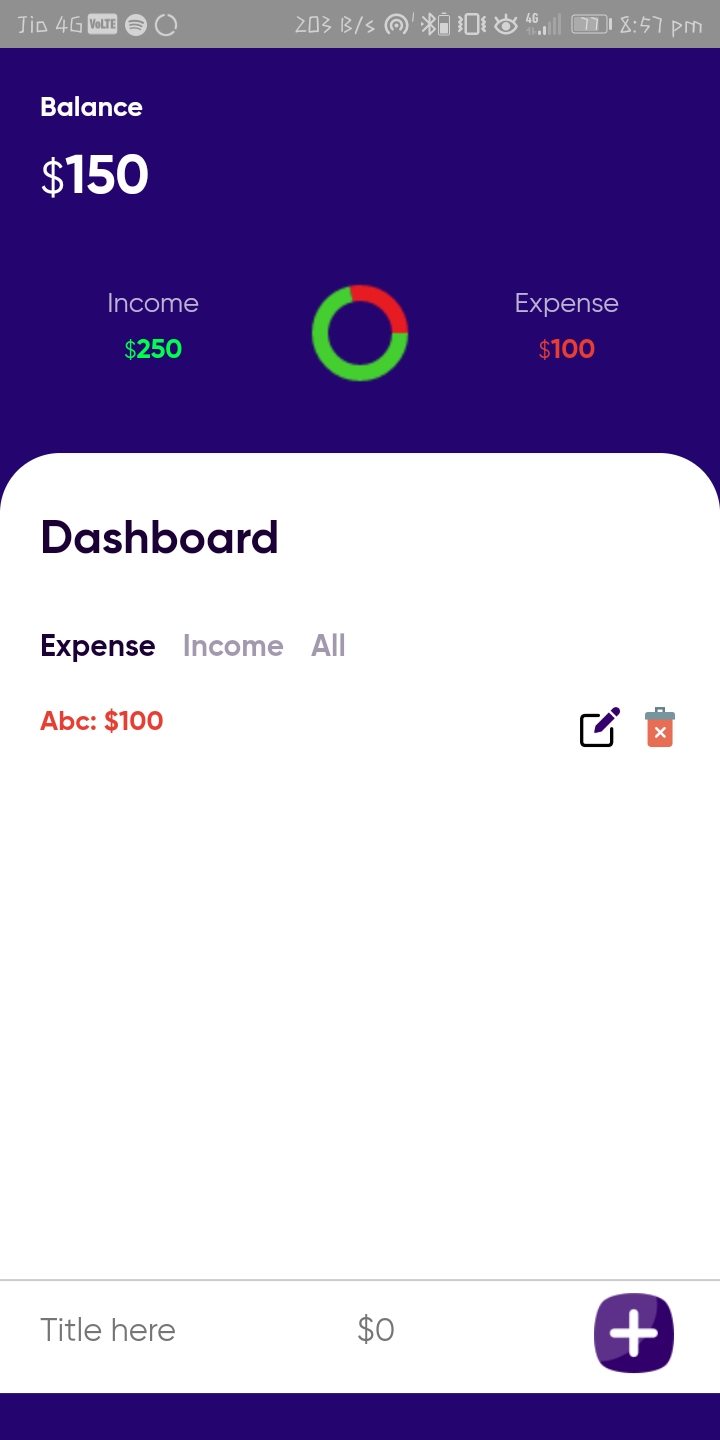 Jio 4G VoLTE 203 B/s 4G 77 8:57 pm
Balance
$150
Income Expense
$250 $100
Dashboard
Expense Income All
Abc: $100
Title here $0